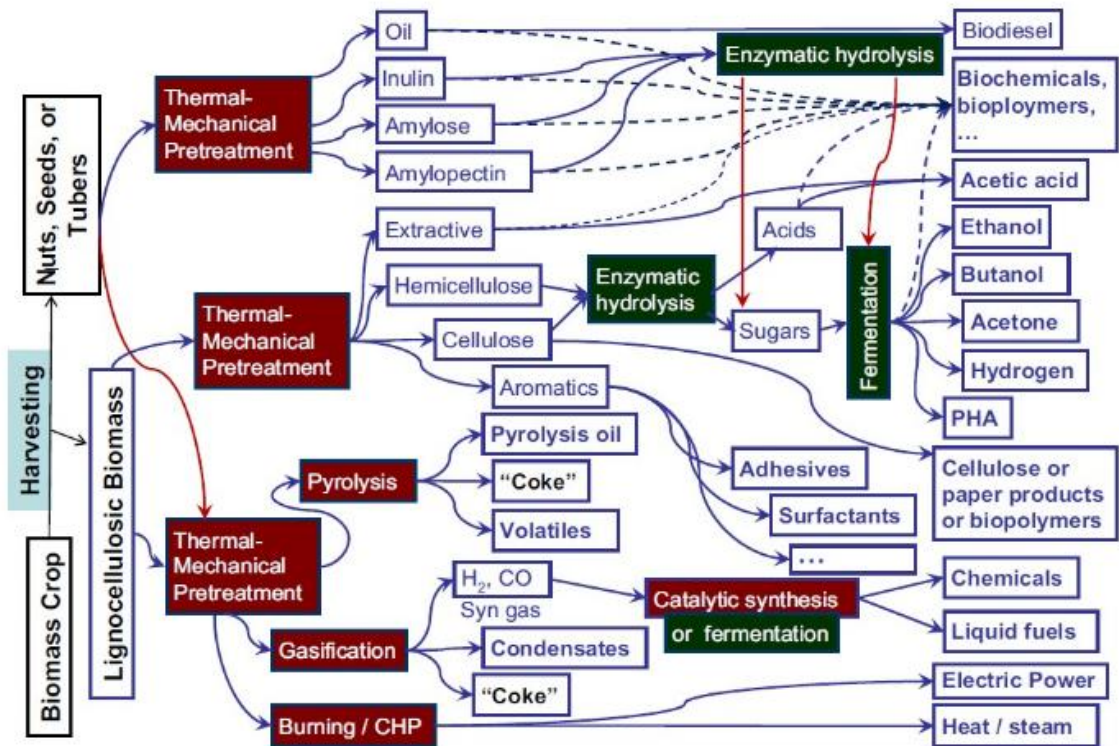 Oil
Biodiesel
Enzymatic hydrolysis
Inulin
Thermal-
Mechanical
Pretreatment
Biochemicals,
bioploymers,
...
Amylose
Amylopectin
Nuts, Seeds, or
Tubers
Acetic acid
Extractive
Acids
Ethanol
Enzymatic
hydrolysis
Hemicellulose
Butanol
Thermal-
Mechanical
Pretreatment
Fermentation
Sugars
Acetone
Cellulose
Hydrogen
Aromatics
PHA
Harvesting
Lignocellulosic Biomass
Pyrolysis oil
Pyrolysis
“Coke”
Adhesives
Cellulose or
paper products
or biopolymers
Volatiles
Surfactants
Thermal-
Mechanical
Pretreatment
...
H2, CO
Syn gas
Catalytic synthesis
or fermentation
Chemicals
Biomass Crop
Gasification
Condensates
Liquid fuels
“Coke”
Electric Power
Burning / CHP
Heat / steam